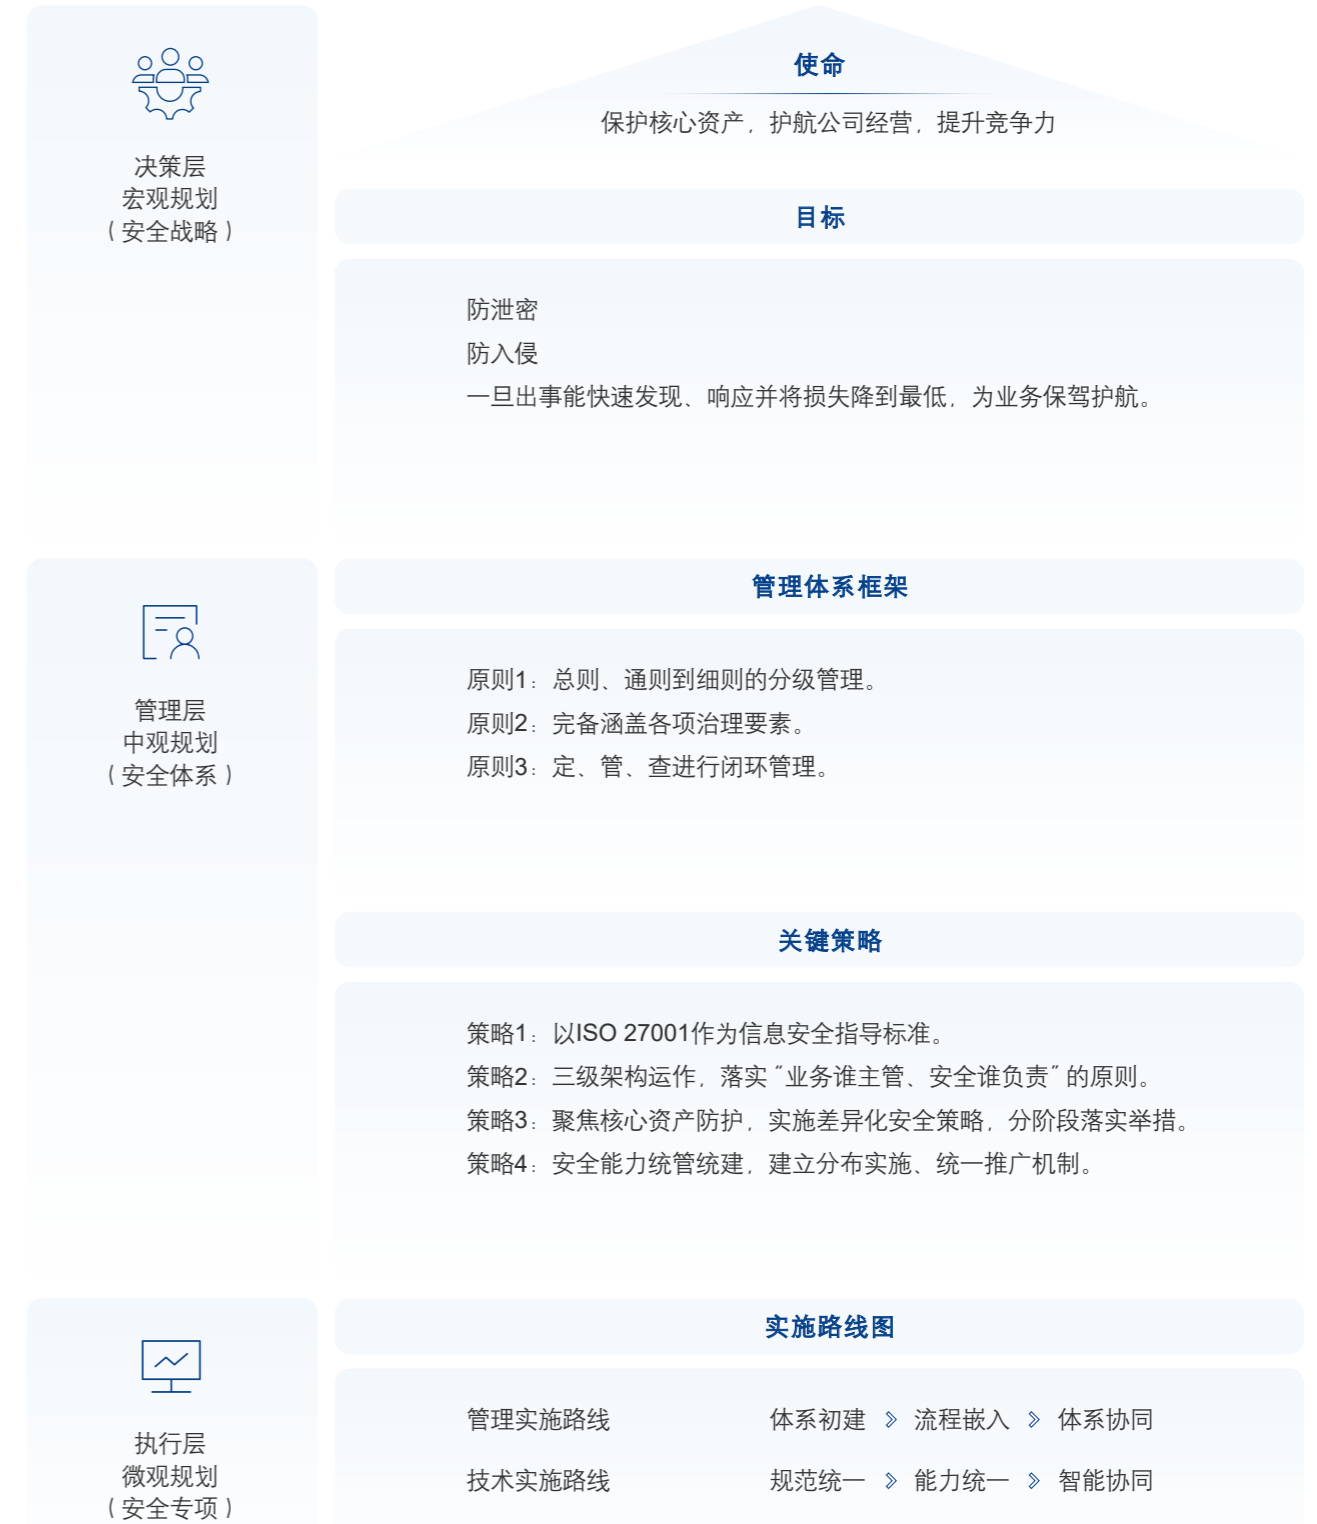 决策层
宏观规划
（安全战略）
使命
保护核心资产，护航公司经营，提升竞争力
目标
防泄密
防入侵
一旦出事能快速发现、响应并将损失降到最低，为业务保驾护航。
管理层
中观规划
（安全体系）
管理体系框架
原则1：总则、通则到细则的分级管理。
原则2：完备涵盖各项治理要素。
原则3：定、管、查进行闭环管理。
关键策略
策略1：以ISO 27001作为信息安全指导标准。
策略2：三级架构运作，落实“业务谁主管、安全谁负责”的原则。
策略3：聚焦核心资产防护，实施差异化安全策略，分阶段落实举措。
策略4：安全能力统管统建，建立分布实施、统一推广机制。
执行层
微观规划
（安全专项）
实施路线图
管理实施路线 体系初建 》 流程嵌入 》 体系协同
技术实施路线 规范统一 》 能力统一 》 智能协同